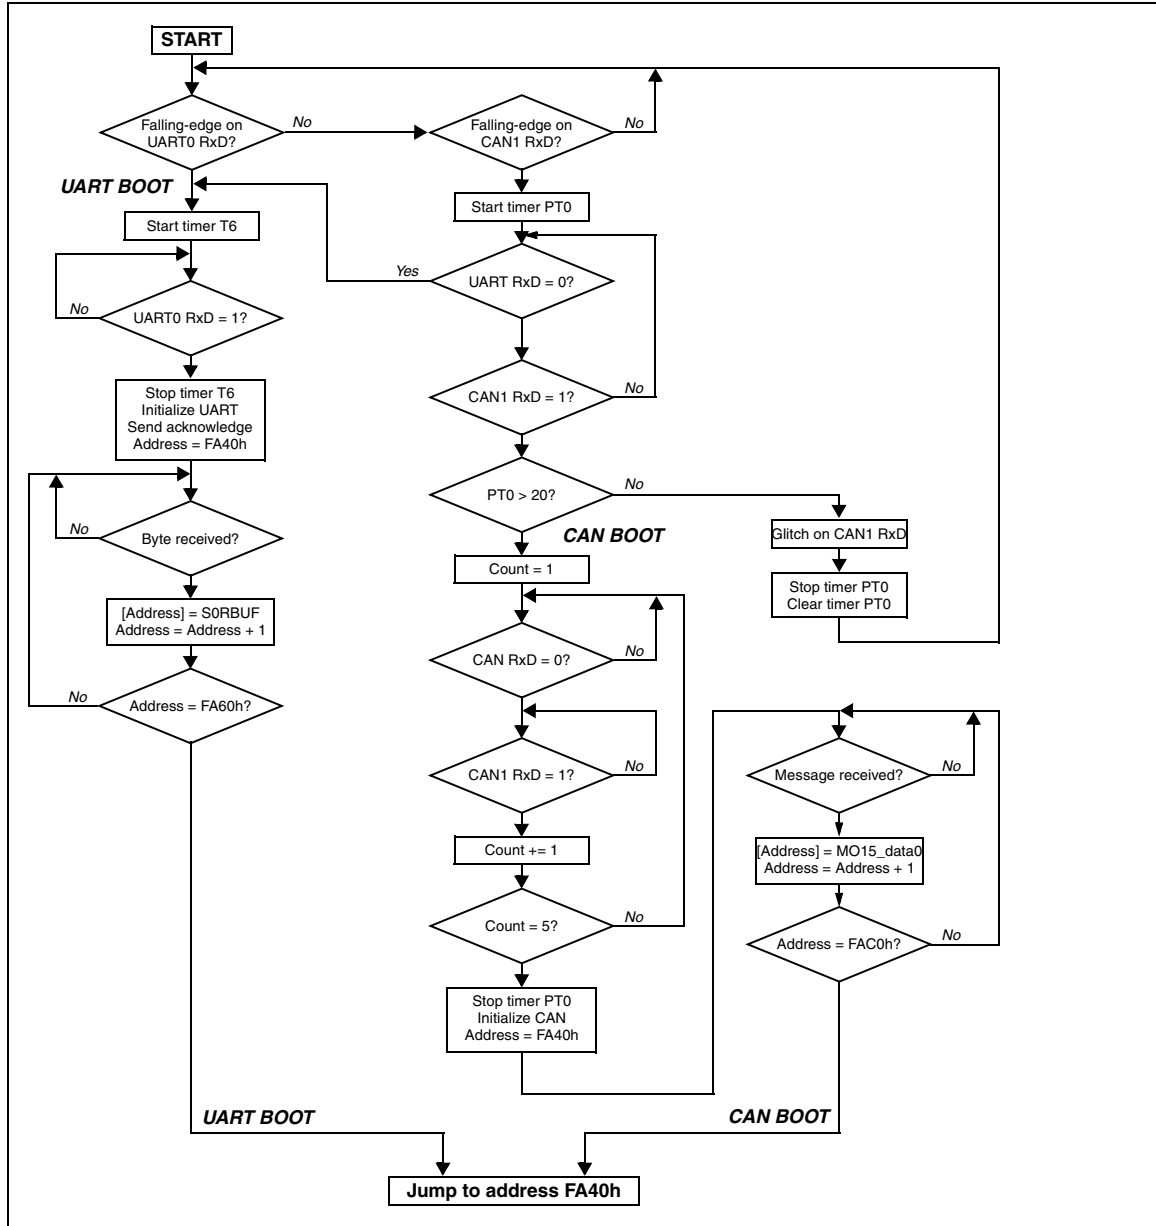 START
Falling-edge on
UART0 RxD?
No
Falling-edge on
CAN1 RxD?
No
UART BOOT
Start timer T6
No
UART0 RxD = 1?
Stop timer T6
Initialize UART
Send acknowledge
Address = FA40h
No
Byte received?
[Address] = S0RBUF
Address = Address + 1
No
Address = FA60h?
Start timer PT0
Yes
UART RxD = 0?
CAN1 RxD = 1?
No
PT0 > 20?
No
Glitch on CAN1 RxD
Stop timer PT0
Clear timer PT0
CAN BOOT
Count = 1
CAN RxD = 0?
No
CAN1 RxD = 1?
No
Count += 1
Count = 5?
No
Stop timer PT0
Initialize CAN
Address = FA40h
Message received?
No
[Address] = MO15_data0
Address = Address + 1
Address = FAC0h?
No
UART BOOT
CAN BOOT
Jump to address FA40h